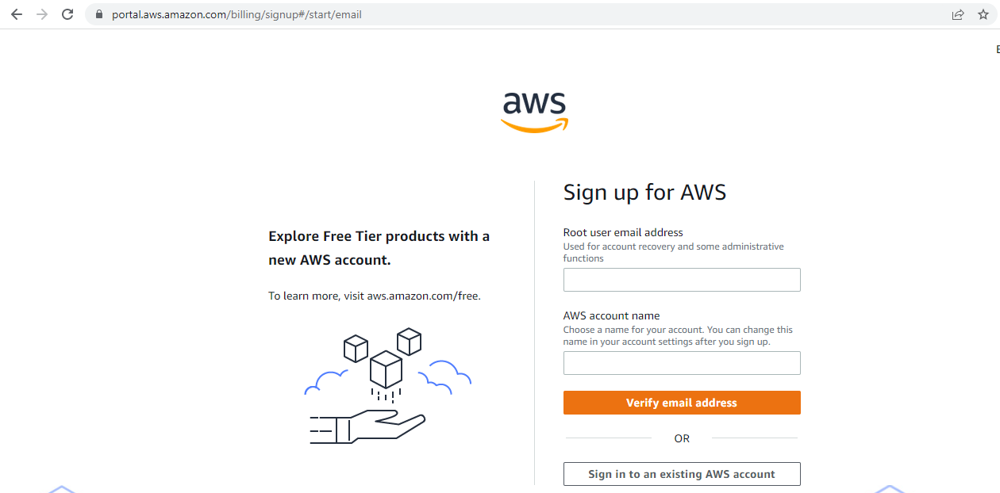 portal.aws.amazon.com/billing/signup#/start/email
aws
Explore Free Tier products with a
new AWS account.
To learn more, visit aws.amazon.com/free.
Sign up for AWS
Root user email address
Used for account recovery and some administrative
functions
AWS account name
Choose a name for your account. You can change this
name in your account settings after you sign up.
Verify email address
OR
Sign in to an existing AWS account